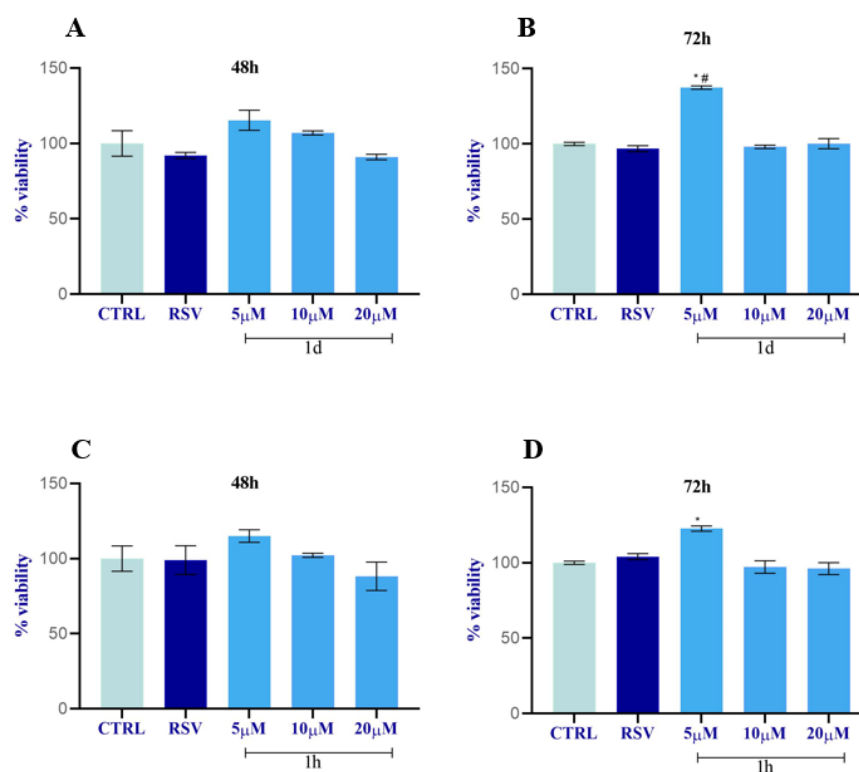 A
48h
150
100
50
0
% viability
CTRL RSV 5μM 10μM 20μM
1d
B
72h
150
100
50
0
% viability
* #
CTRL RSV 5μM 10μM 20μM
1d
C
48h
150
100
50
0
% viability
CTRL RSV 5μM 10μM 20μM
1h
D
72h
150
100
50
0
% viability
*
CTRL RSV 5μM 10μM 20μM
1h